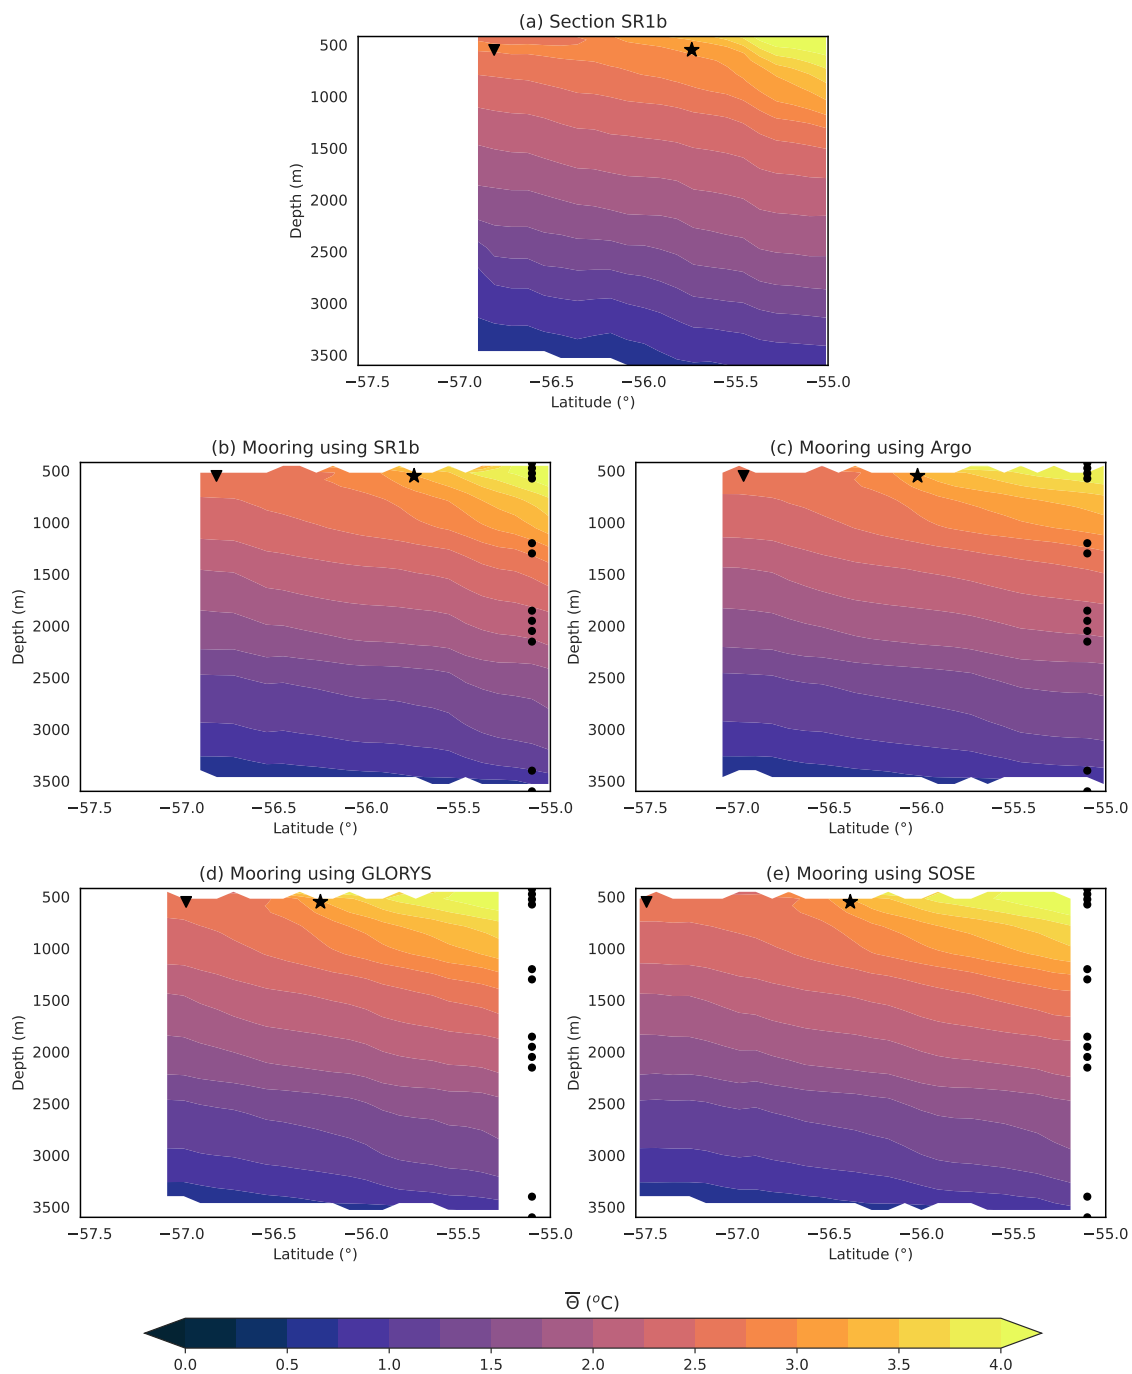 (a) Section SR1b
500
1000
1500
2000
2500
3000
3500
Depth (m)
−57.5 −57.0 −56.5 −56.0 −55.5 −55.0
Latitude (°)
(b) Mooring using SR1b
500
1000
1500
2000
2500
3000
3500
Depth (m)
−57.5 −57.0 −56.5 −56.0 −55.5 −55.0
Latitude (°)
(c) Mooring using Argo
500
1000
1500
2000
2500
3000
3500
Depth (m)
−57.5 −57.0 −56.5 −56.0 −55.5 −55.0
Latitude (°)
(d) Mooring using GLORYS
500
1000
1500
2000
2500
3000
3500
Depth (m)
−57.5 −57.0 −56.5 −56.0 −55.5 −55.0
Latitude (°)
(e) Mooring using SOSE
500
1000
1500
2000
2500
3000
3500
Depth (m)
−57.5 −57.0 −56.5 −56.0 −55.5 −55.0
Latitude (°)
Θ̅ (°C)
0.0 0.5 1.0 1.5 2.0 2.5 3.0 3.5 4.0